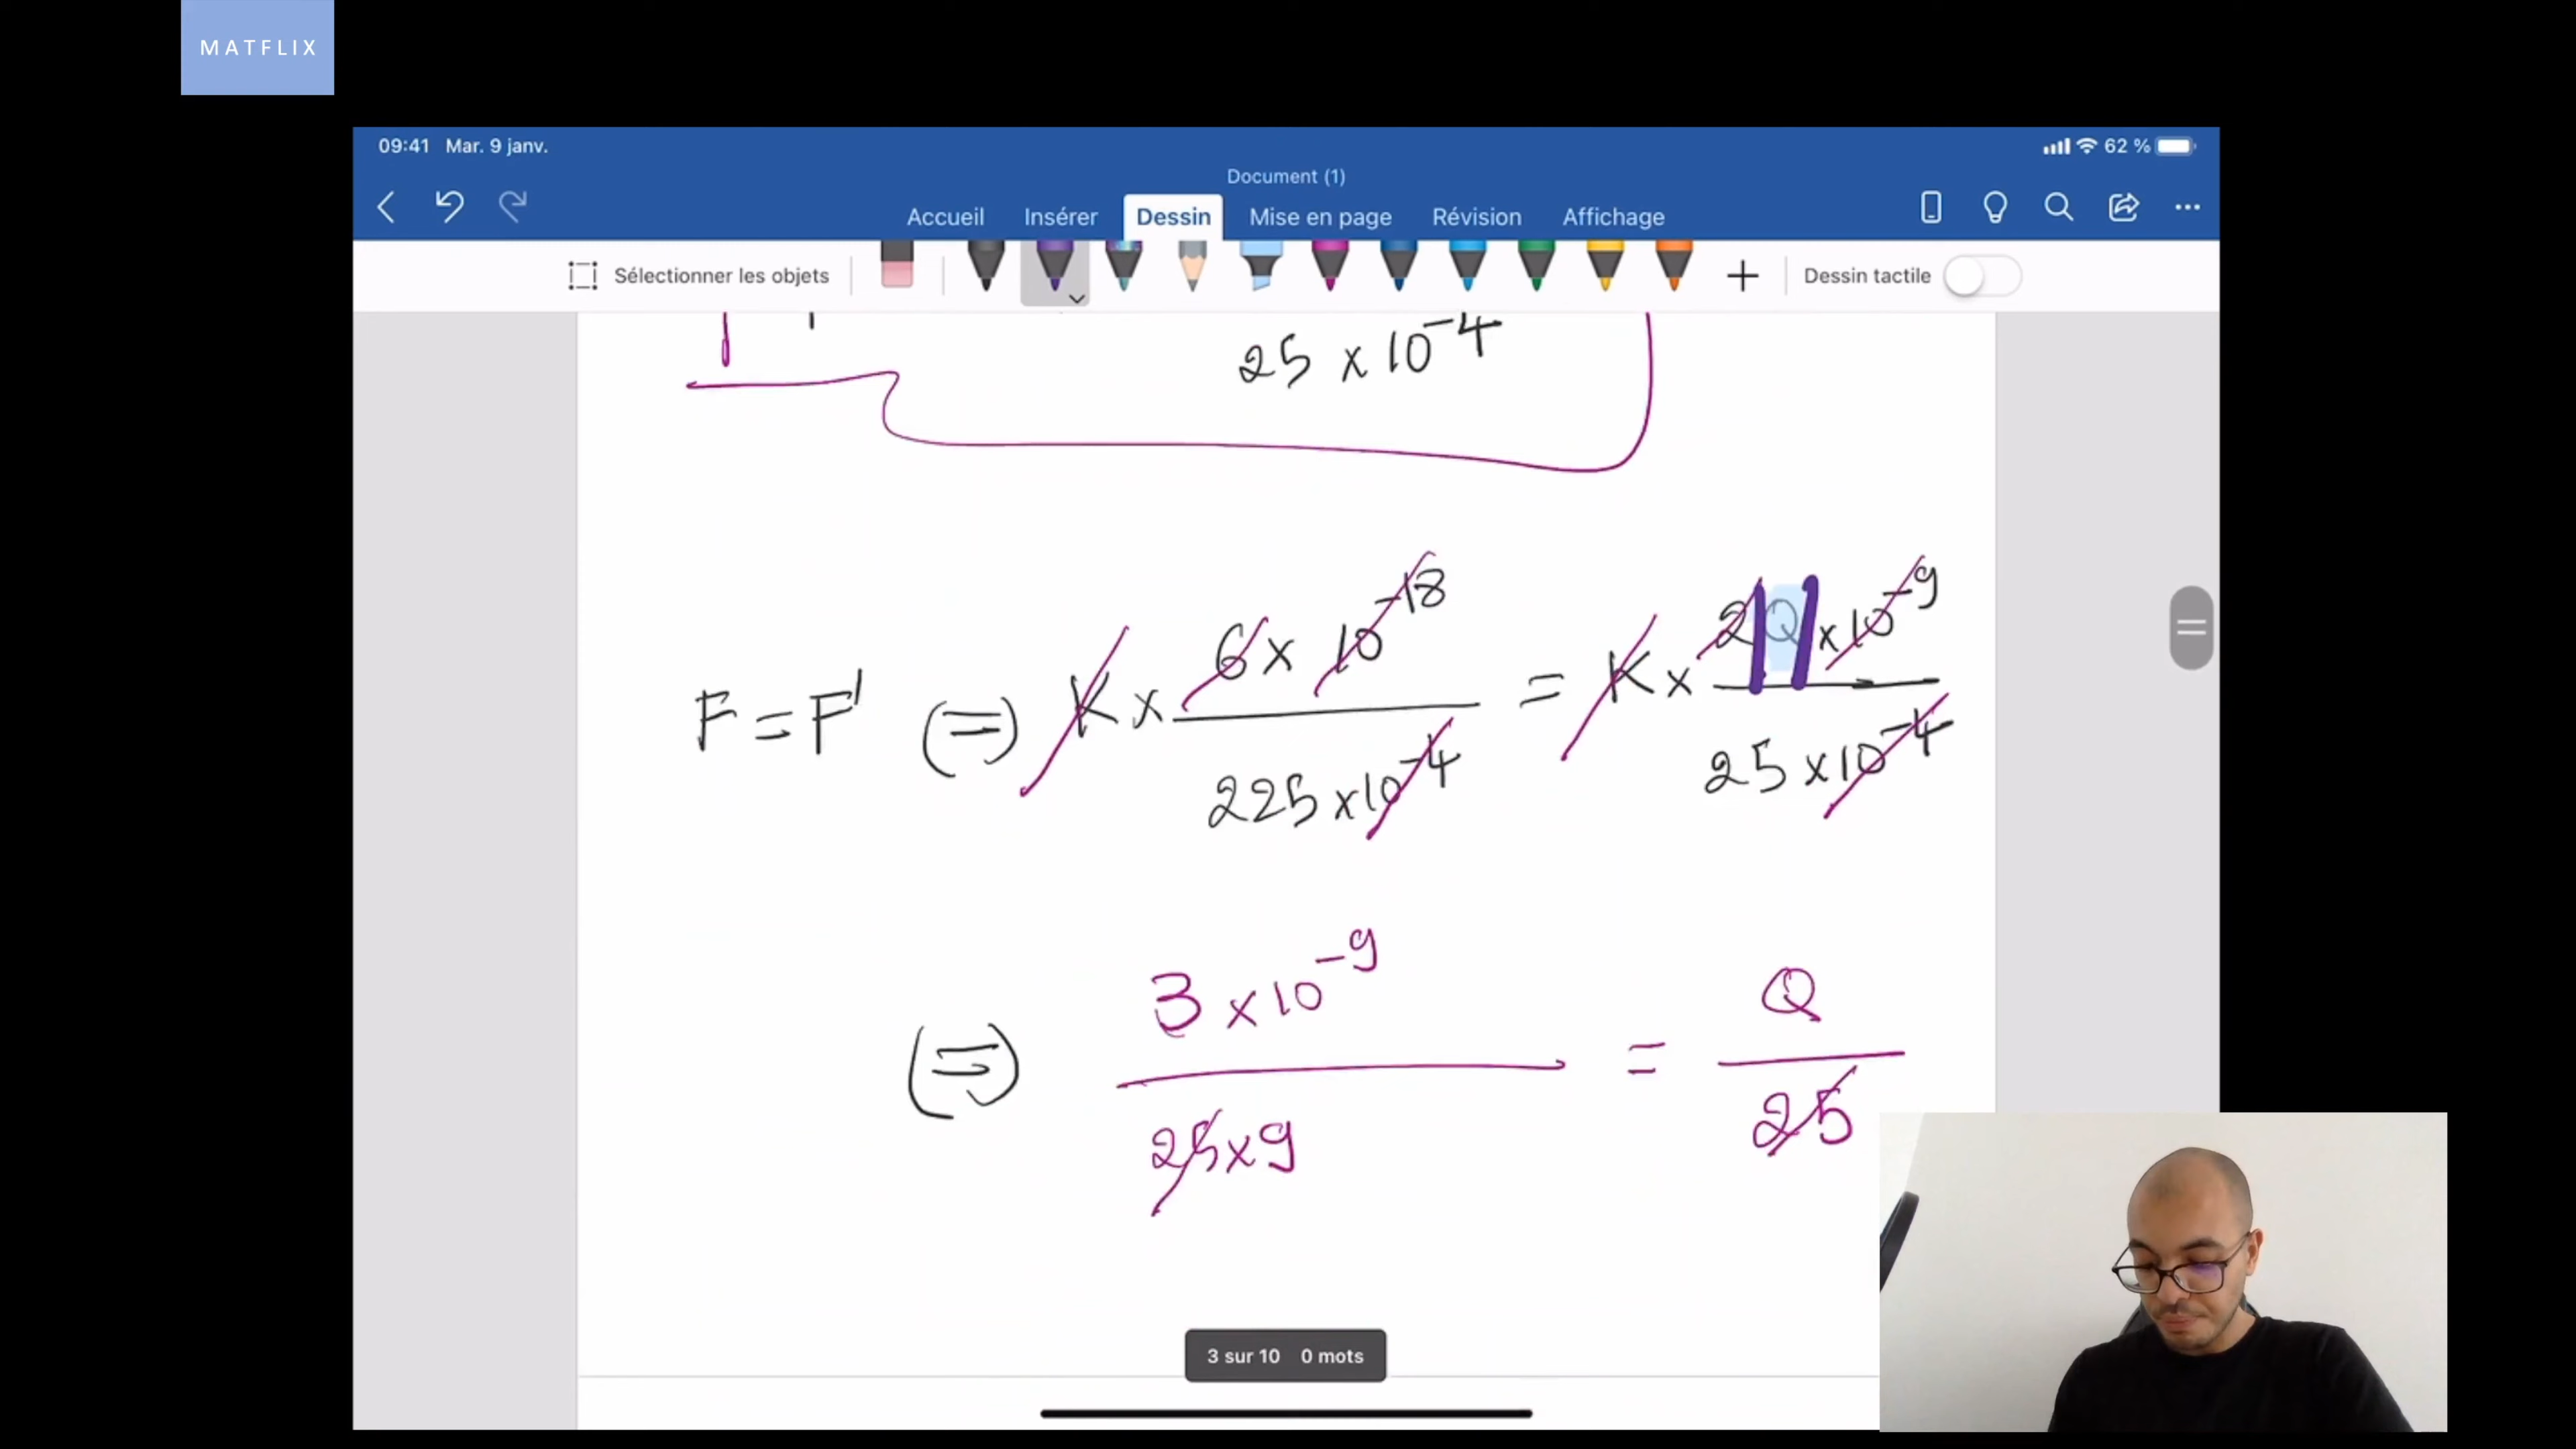 MATFLIX
09:41 Mar. 9 janv.
62 %
Document (1)
Accueil Insérer Dessin Mise en page Révision Affichage
Sélectionner les objets
Dessin tactile
25 x 10^-4
F = F' (=) K x (6 x 10^-18)/(225 x 10^-4) = K x (2|Q| x 10^-9)/(25 x 10^-4)
(=) (3 x 10^-9)/(25 x 9) = Q/25
3 sur 10 0 mots